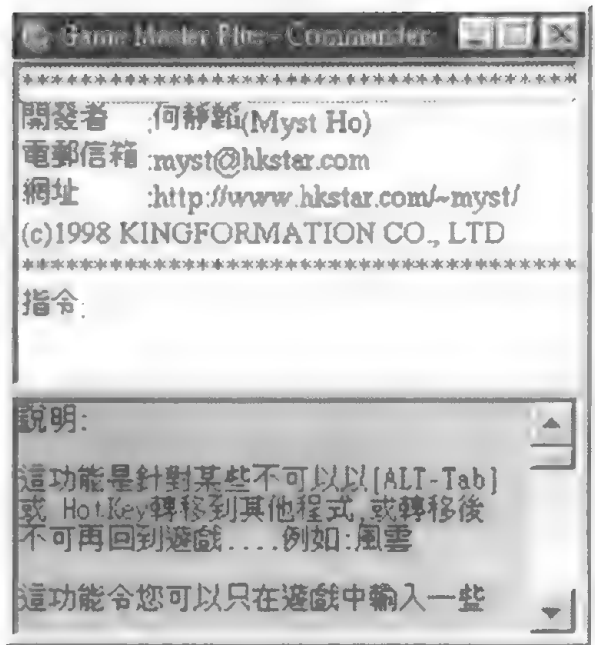 Game Master Plus - Commander
****************************************
開發者 :何靜韜(Myst Ho)
電郵信箱 :myst@hkstar.com
網址 :http://www.hkstar.com/~myst/
(c)1998 KINGFORMATION CO., LTD
****************************************
指令:
說明:
這功能是針對某些不可以以[ALT-Tab]
或 HotKey轉移到其他程式,或轉移後
不可再回到遊戲....例如:風雲
這功能令您可以只在遊戲中輸入一些